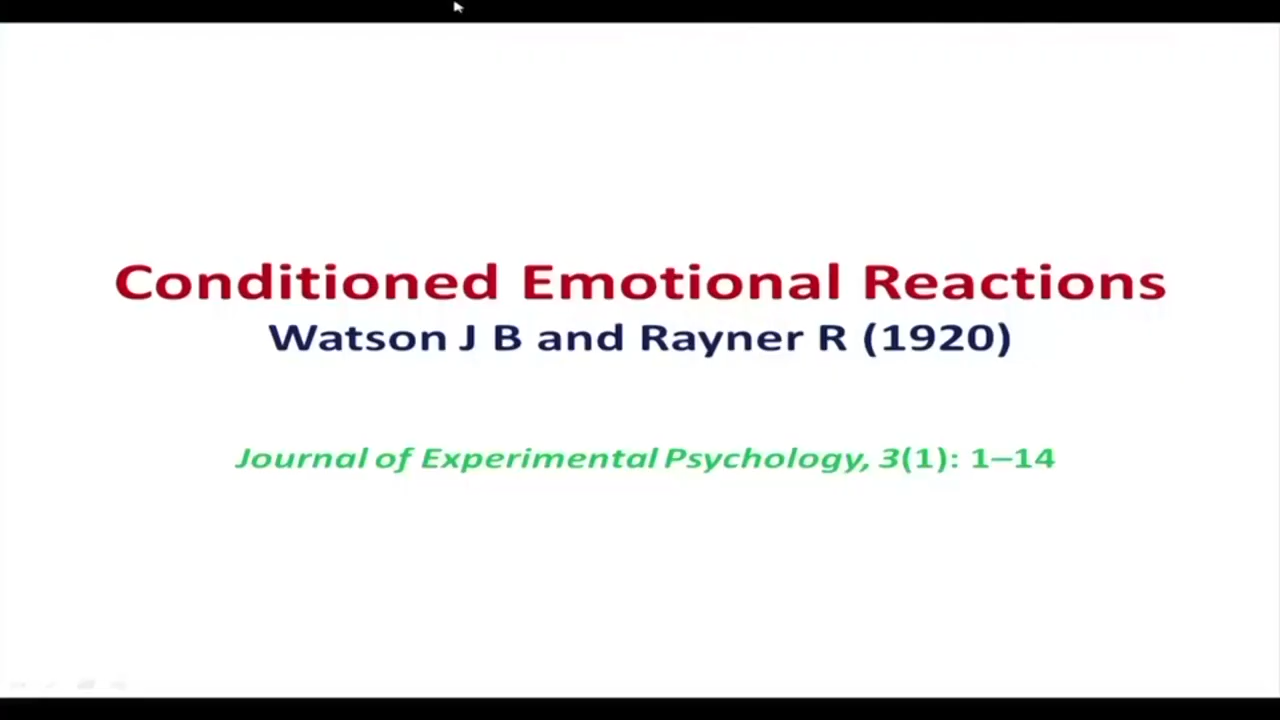 Conditioned Emotional Reactions
Watson J B and Rayner R (1920)
Journal of Experimental Psychology, 3(1): 1–14